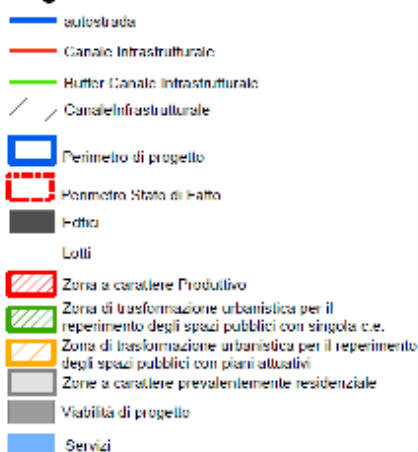 autostrada
Canale Infrastrutturale
Buffer Canale Infrastrutturale
CanaleInfrastrutturale
Perimetro di progetto
Perimetro Stato di Fatto
Edifici
Lotti
Zona a carattere Produttivo
Zona di trasformazione urbanistica per il
reperimento degli spazi pubblici con singola c.e.
Zona di trasformazione urbanistica per il reperimento
degli spazi pubblici con piani attuativi
Zone a carattere prevalentemente residenziale
Viabilità di progetto
Servizi